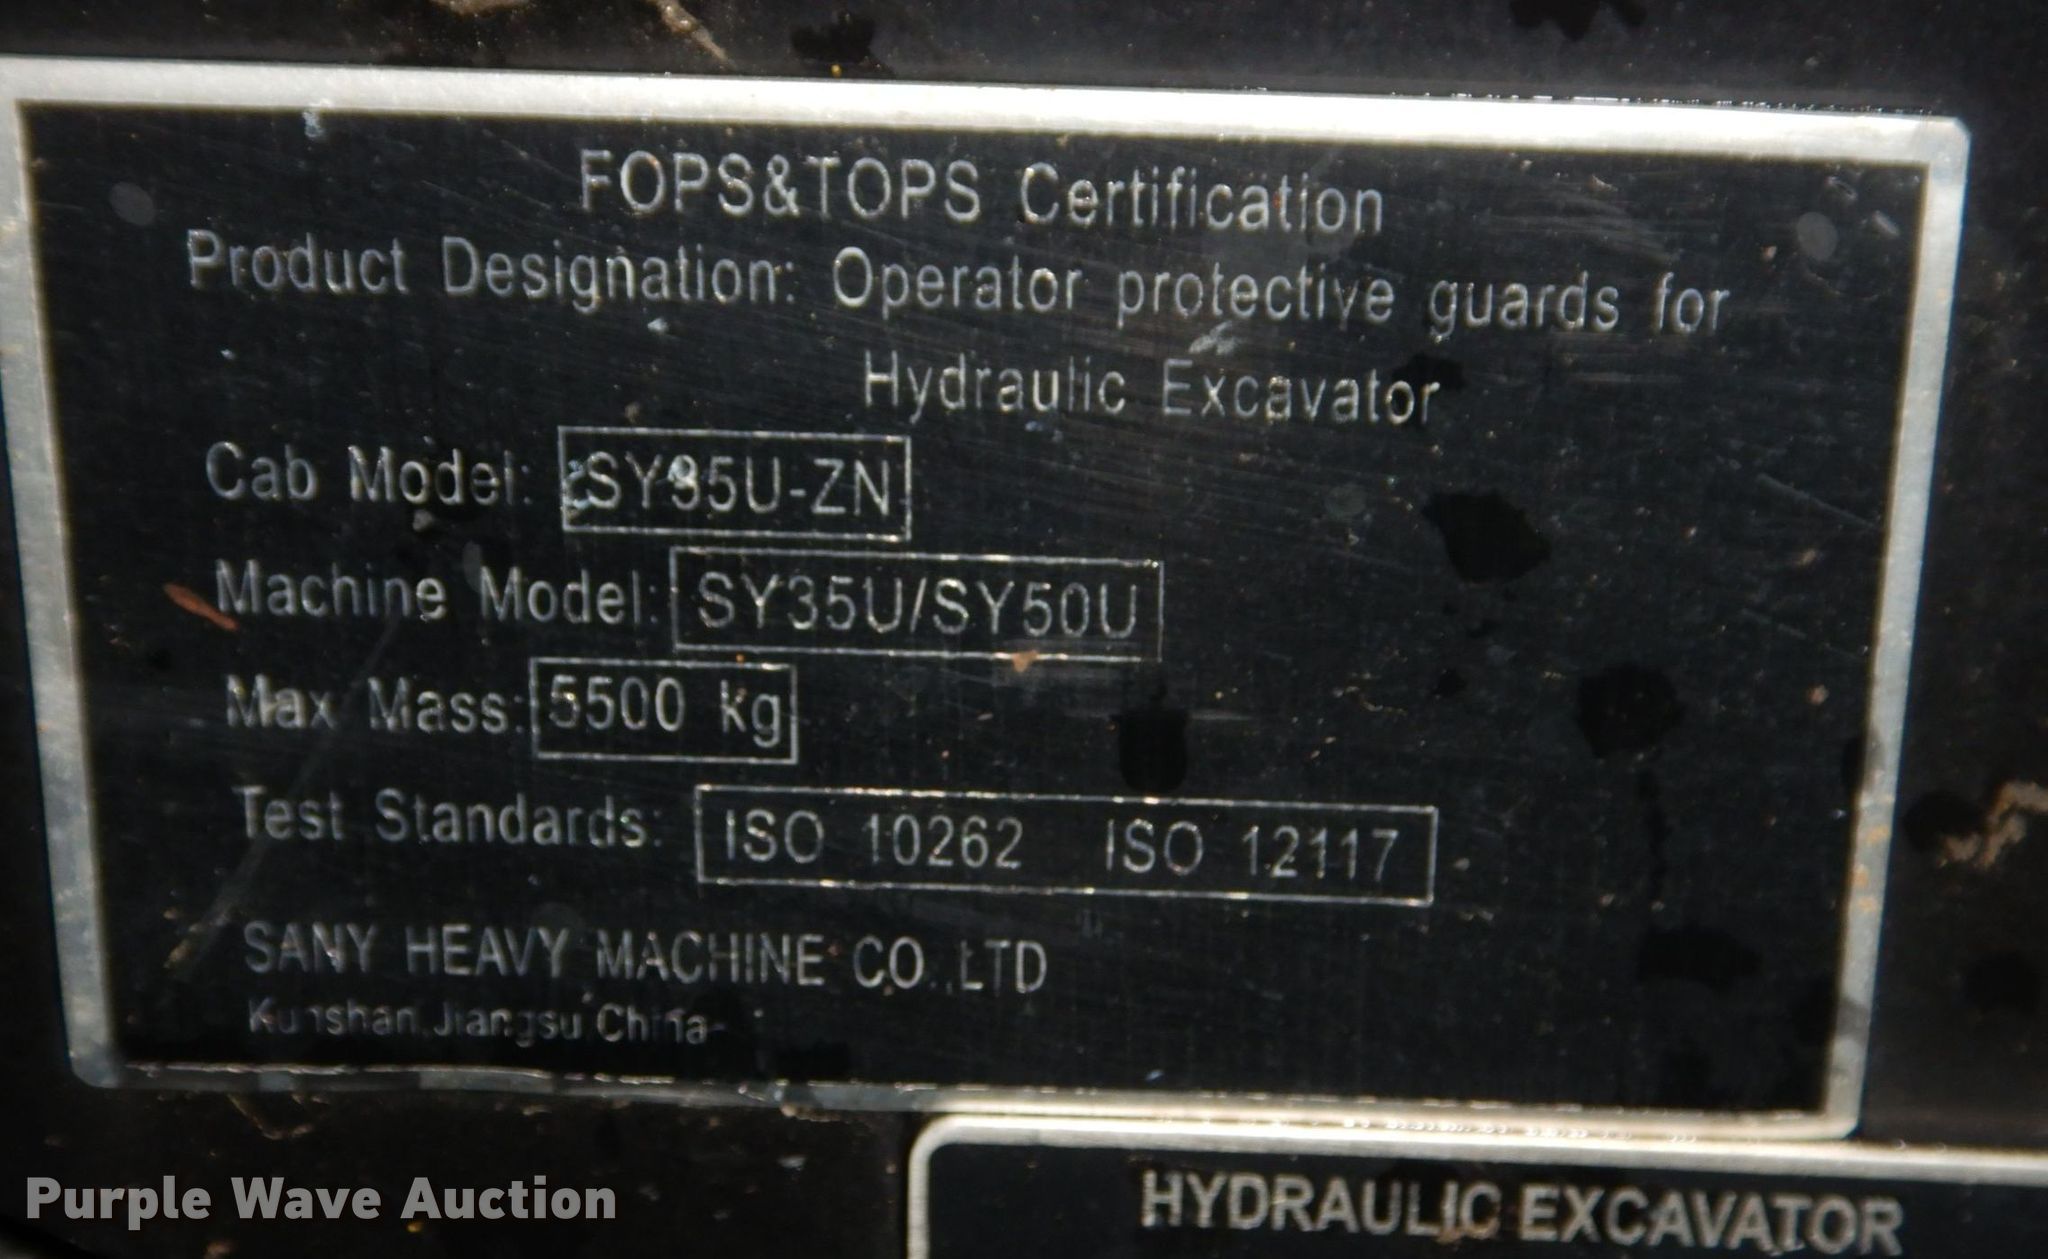 FOPS&TOPS Certification
Product Designation: Operator protective guards for
Hydraulic Excavator
Cab Model: SY35U-ZN
Machine Model: SY35U/SY50U
Max Mass: 5500 kg
Test Standards: ISO 10262 ISO 12117
SANY HEAVY MACHINE CO.,LTD
Kunshan,Jiangsu China
HYDRAULIC EXCAVATOR
Purple Wave Auction